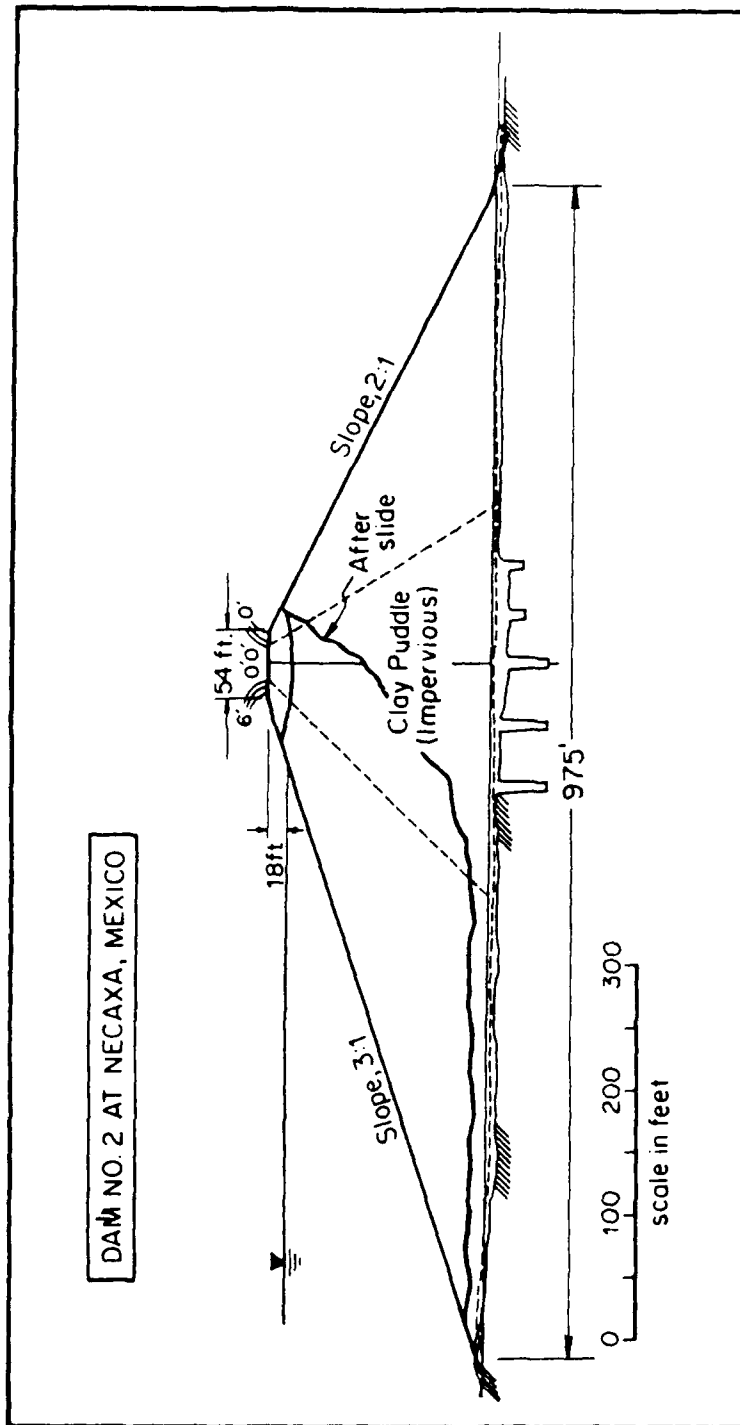 DAM NO. 2 AT NECAXA, MEXICO
54 ft.
6'
0'
0'
0'
18ft
Slope, 3:1
Slope, 2:1
After
slide
Clay Puddle
(Impervious)
975'
0 100 200 300
scale in feet